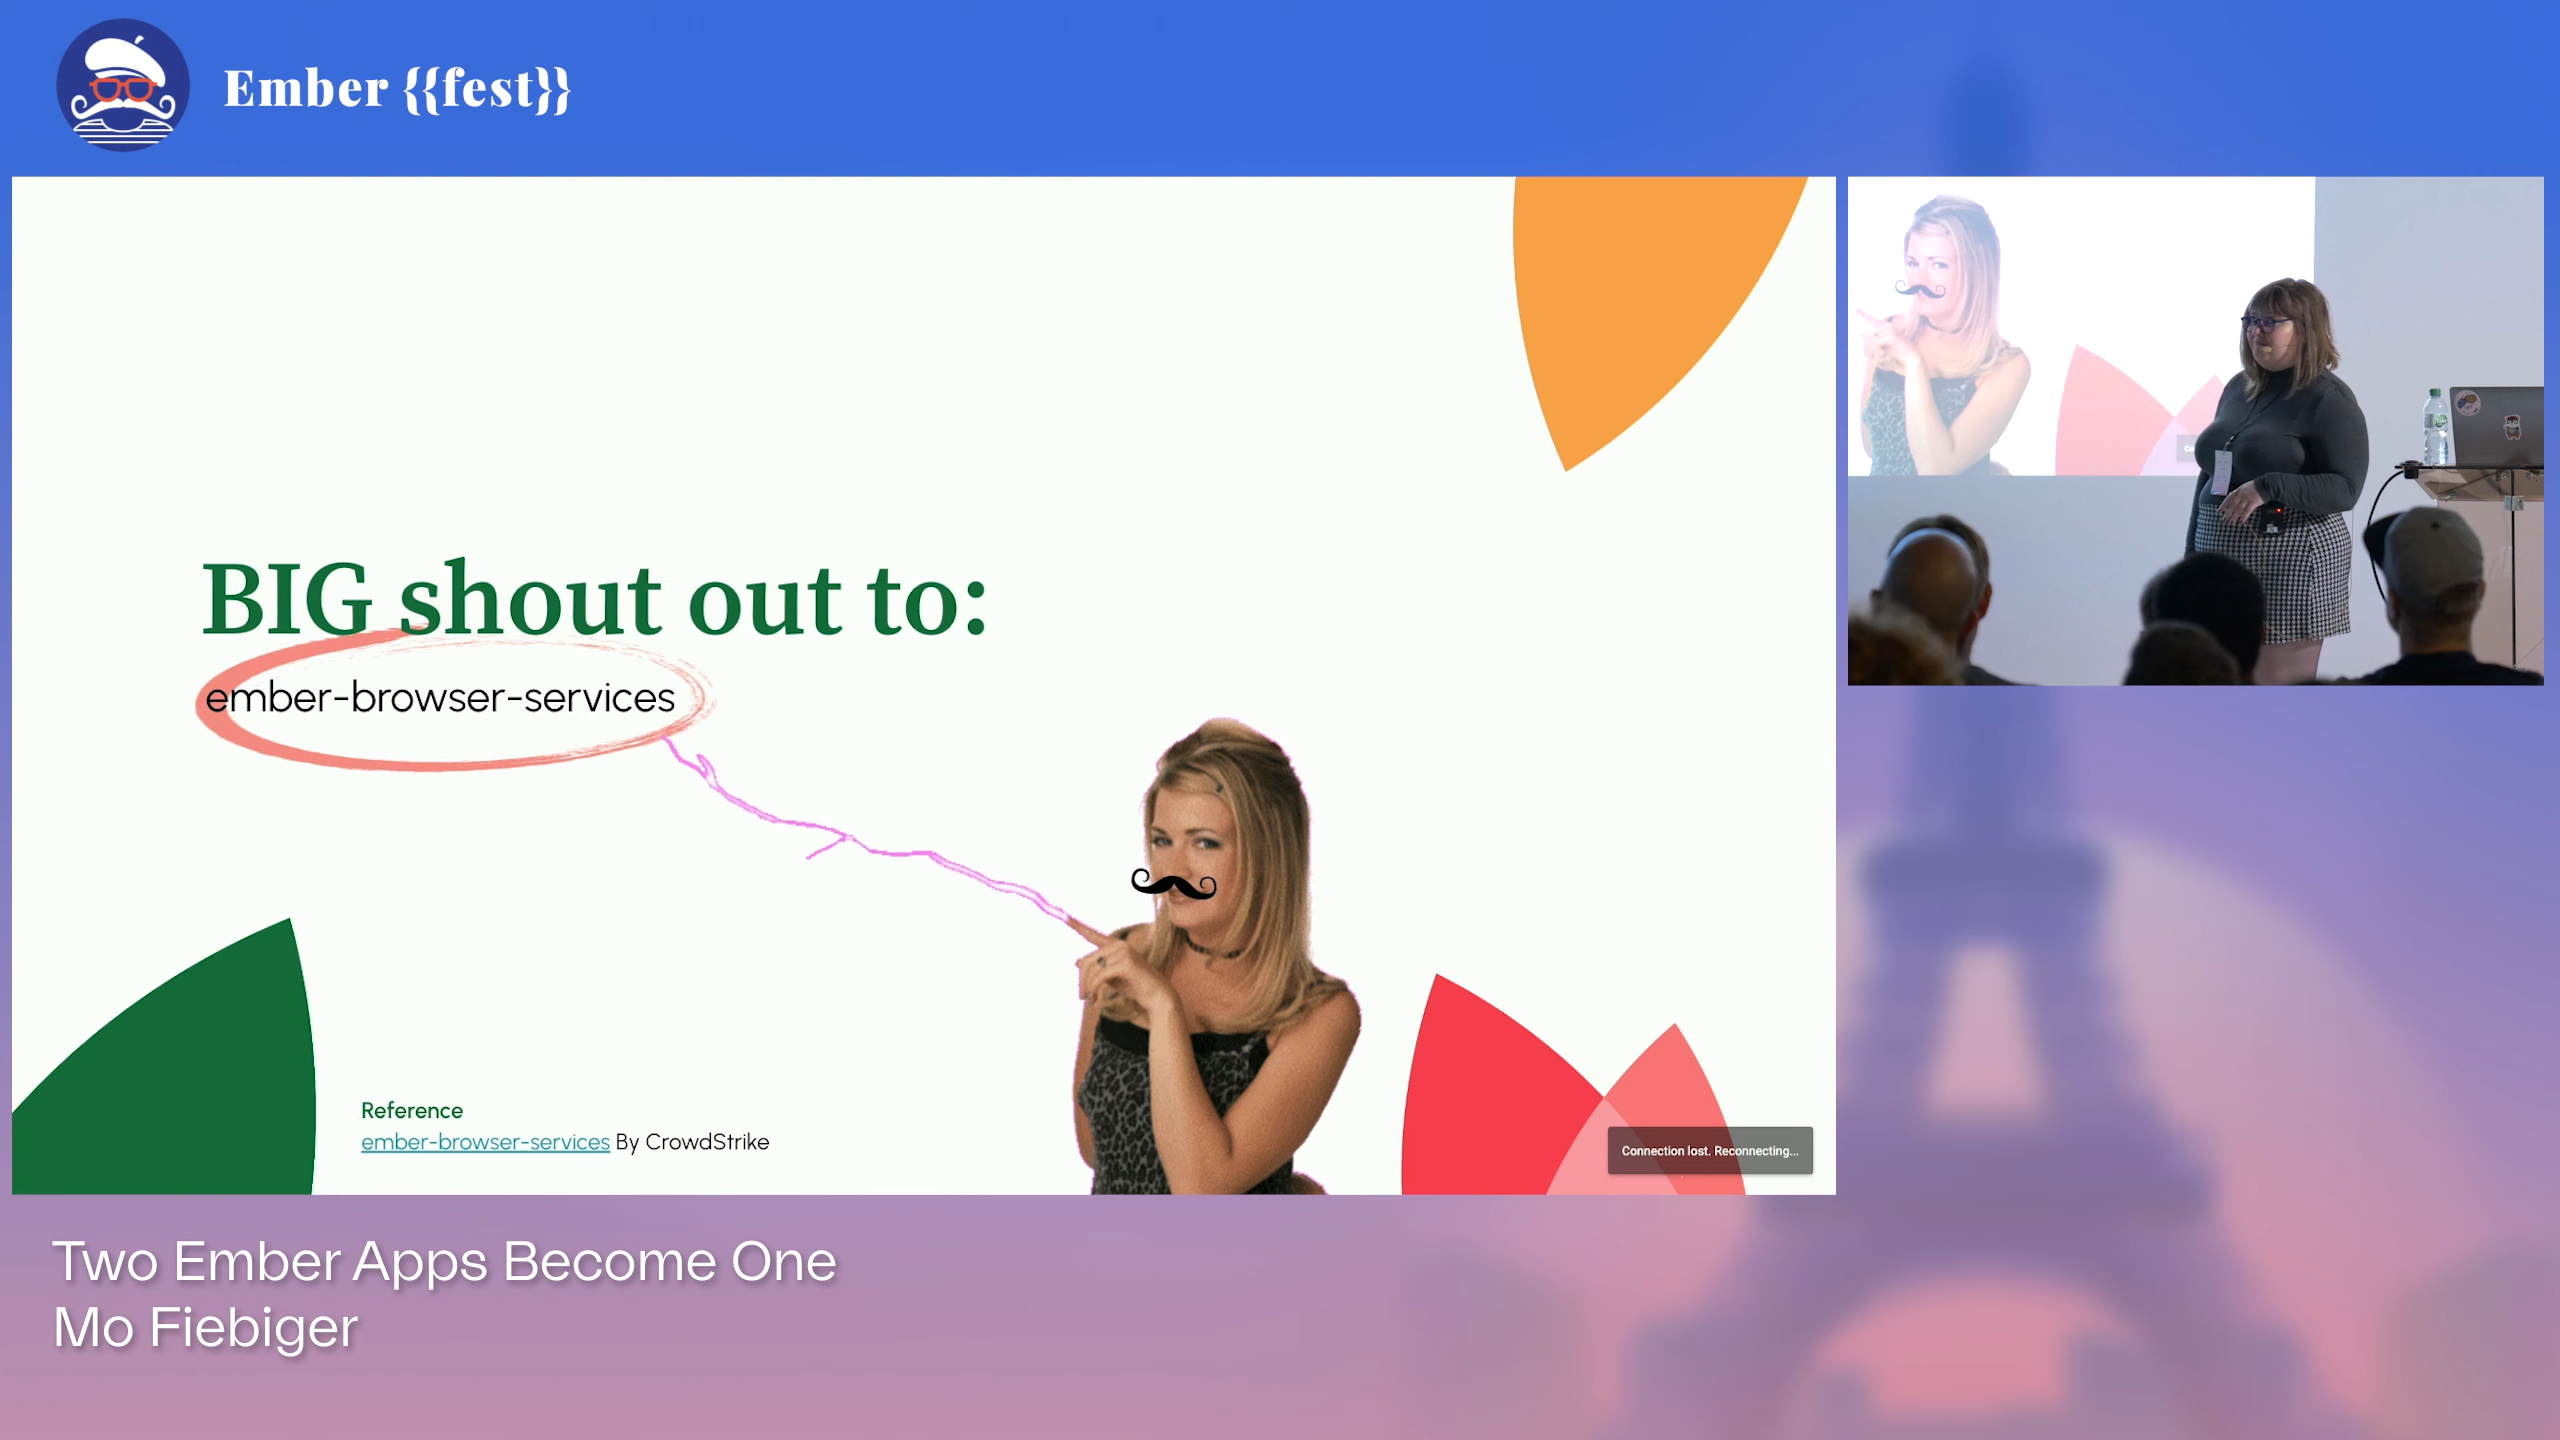 Ember {{fest}}
BIG shout out to:
ember-browser-services
Reference
ember-browser-services By CrowdStrike
Connection lost. Reconnecting...
Two Ember Apps Become One
Mo Fiebiger